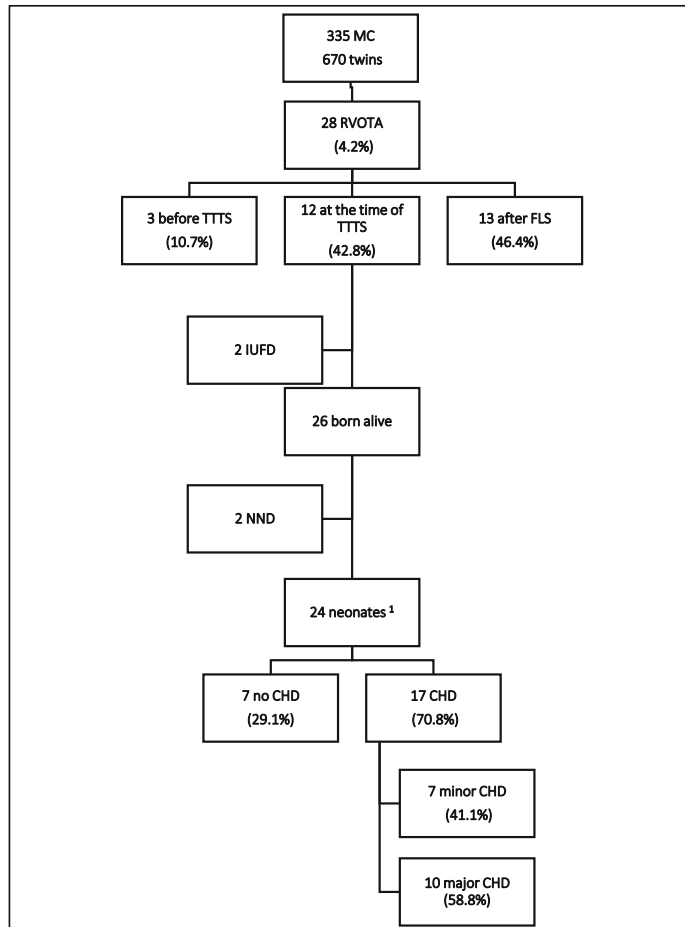 335 MC
670 twins
28 RVOTA
(4.2%)
3 before TTTS
(10.7%)
12 at the time of
TTTS
(42.8%)
13 after FLS
(46.4%)
2 IUFD
26 born alive
2 NND
24 neonates ¹
7 no CHD
(29.1%)
17 CHD
(70.8%)
7 minor CHD
(41.1%)
10 major CHD
(58.8%)